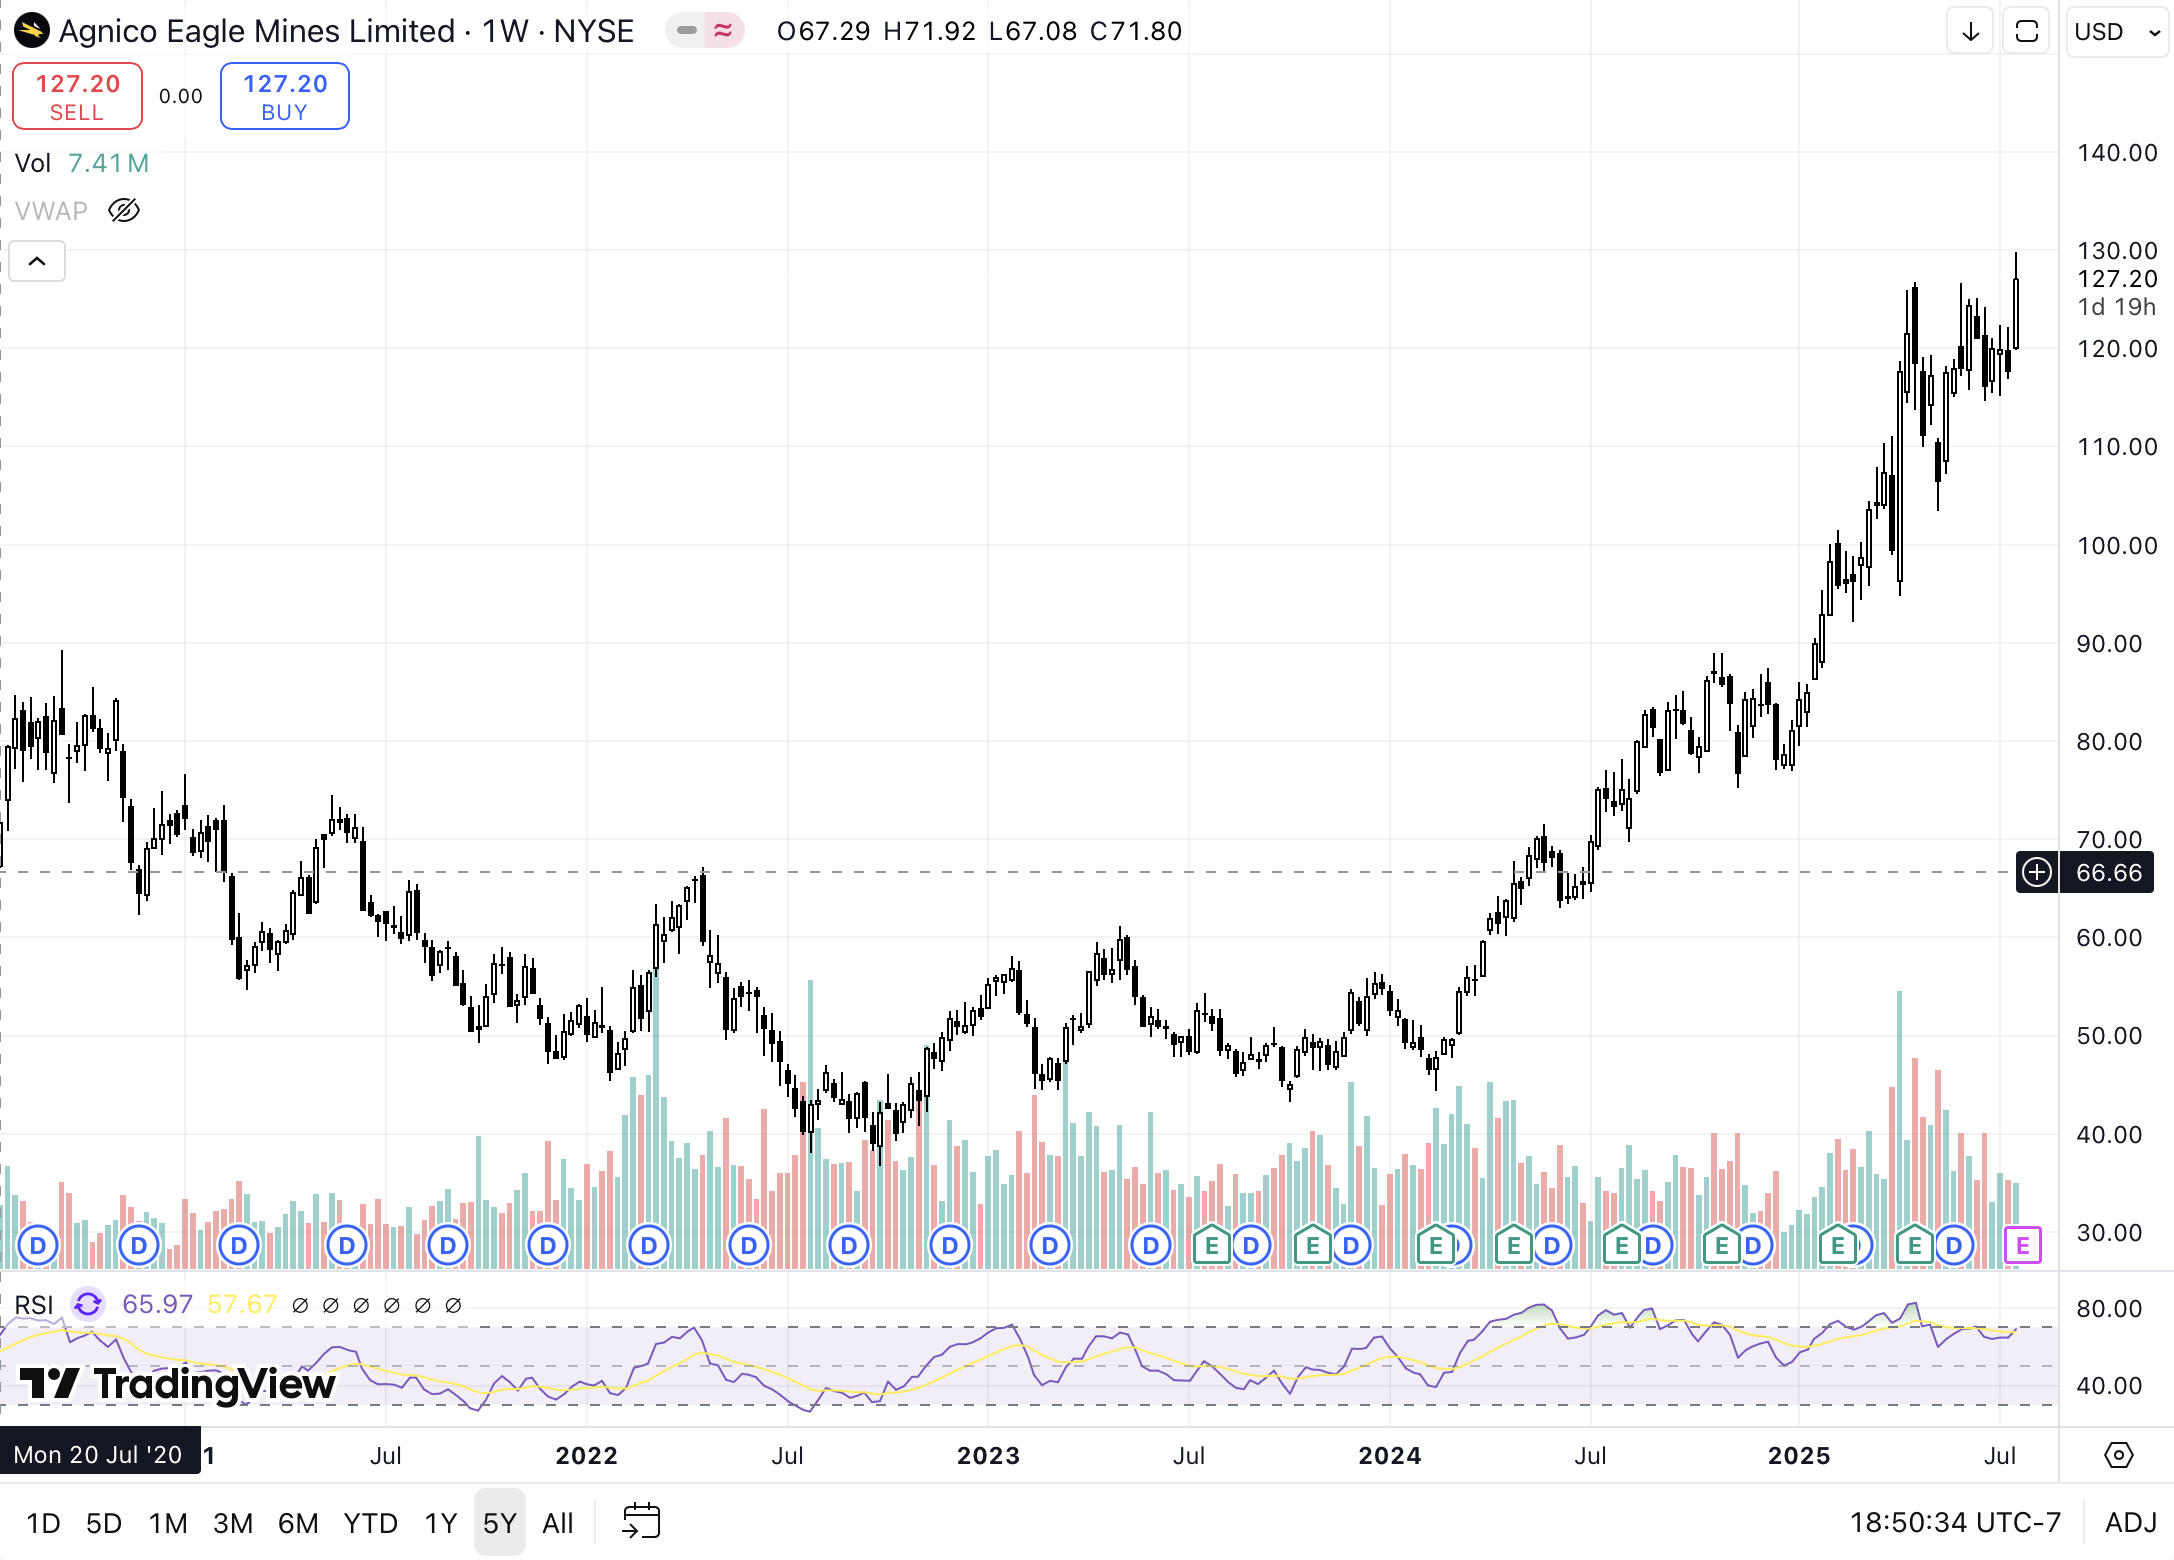 Agnico Eagle Mines Limited · 1W · NYSE O67.29 H71.92 L67.08 C71.80
USD
127.20 SELL 0.00 127.20 BUY
Vol 7.41M
VWAP
140.00
130.00
127.20
1d 19h
120.00
110.00
100.00
90.00
80.00
70.00
66.66
60.00
50.00
40.00
30.00
D D D D D D D D D D D D E D E D E E D E D E D E E D E
RSI 65.97 57.67 ∅ ∅ ∅ ∅ ∅ ∅
80.00
40.00
TradingView
Mon 20 Jul '20 1 Jul 2022 Jul 2023 Jul 2024 Jul 2025 Jul
1D 5D 1M 3M 6M YTD 1Y 5Y All
18:50:34 UTC-7 ADJ